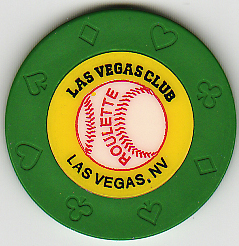 LAS VEGAS CLUB
ROULETTE
LAS VEGAS, NV